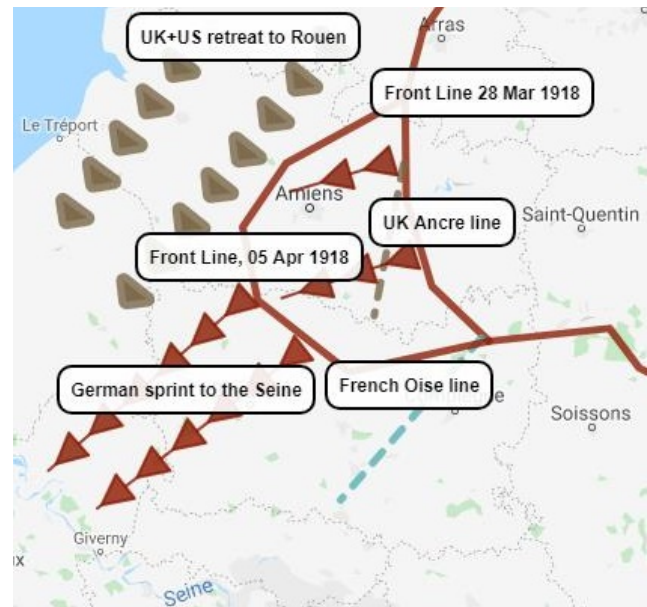 UK+US retreat to Rouen
Arras
Front Line 28 Mar 1918
Le Tréport
Amiens
UK Ancre line
Saint-Quentin
Front Line, 05 Apr 1918
German sprint to the Seine
French Oise line
Soissons
Giverny
Seine